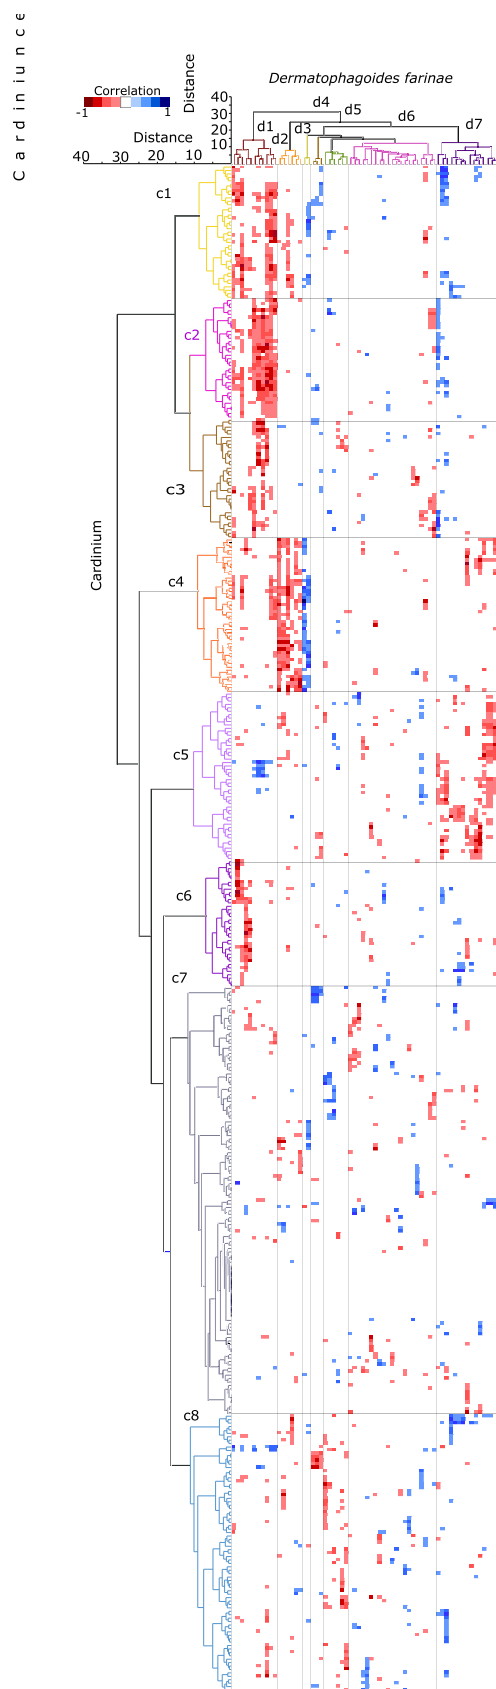 C a r d i n i u n c e
Correlation
-1 1
Distance
Dermatophagoides farinae
40
30
20
10
d1
d2
d3
d4
d5
d6
d7
Distance
40 30 20 10
Cardinium
c1
c2
c3
c4
c5
c6
c7
c8